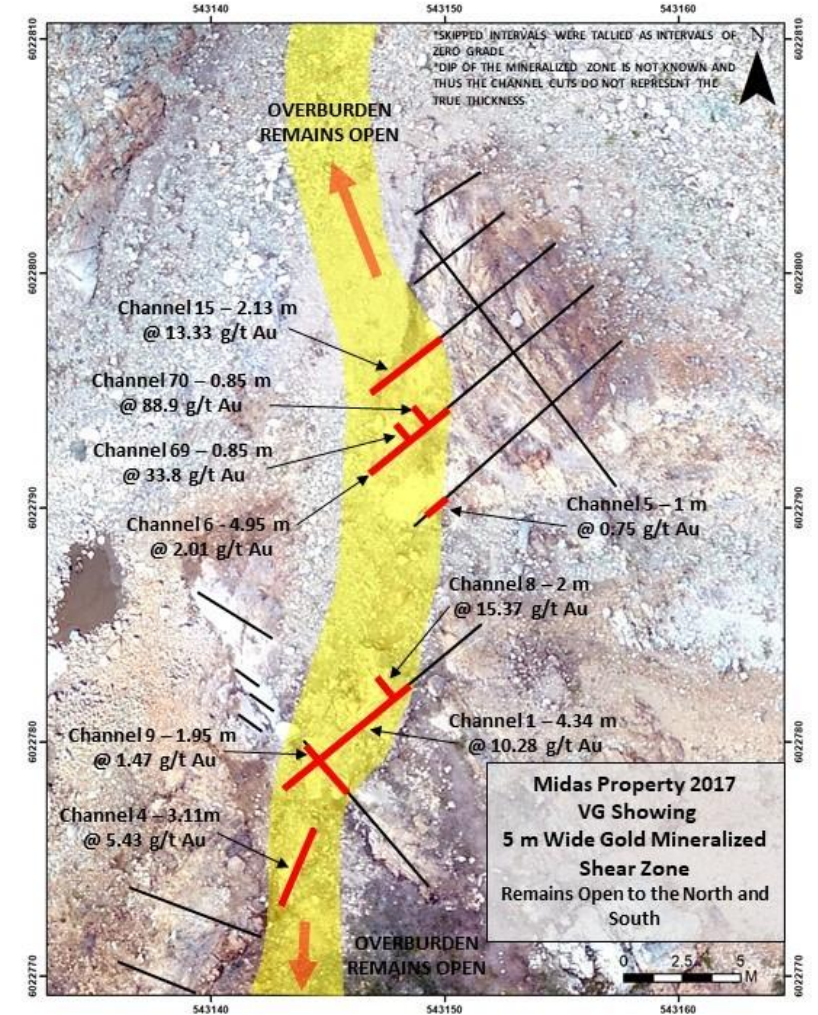 543140
543150
543160
6022810
6022810
*SKIPPED INTERVALS WERE TALLIED AS INTERVALS OF
ZERO GRADE
*DIP OF THE MINERALIZED ZONE IS NOT KNOWN AND
THUS THE CHANNEL CUTS DO NOT REPRESENT THE
TRUE THICKNESS
N
OVERBURDEN
REMAINS OPEN
6022800
6022800
Channel 15 – 2.13 m
@ 13.33 g/t Au
Channel 70 – 0.85 m
@ 88.9 g/t Au
Channel 69 – 0.85 m
@ 33.8 g/t Au
Channel 6 - 4.95 m
@ 2.01 g/t Au
Channel 5 – 1 m
@ 0.75 g/t Au
6022790
6022790
Channel 8 – 2 m
@ 15.37 g/t Au
Channel 9 – 1.95 m
@ 1.47 g/t Au
Channel 1 – 4.34 m
@ 10.28 g/t Au
6022780
6022780
Channel 4 – 3.11m
@ 5.43 g/t Au
Midas Property 2017
VG Showing
5 m Wide Gold Mineralized
Shear Zone
Remains Open to the North and
South
OVERBURDEN
REMAINS OPEN
0 2.5 5
M
6022770
6022770
543140
543150
543160